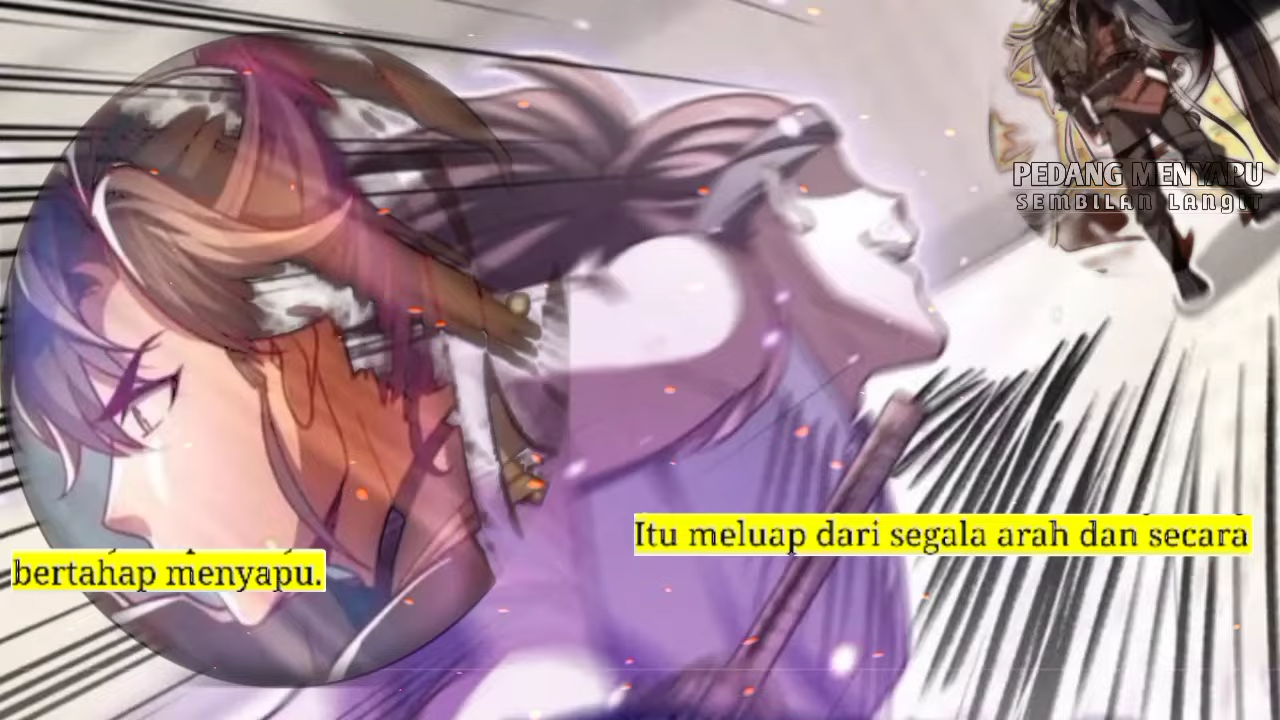 PEDANG MENYAPU
SEMBILAN LANGIT
Itu meluap dari segala arah dan secara
bertahap menyapu.